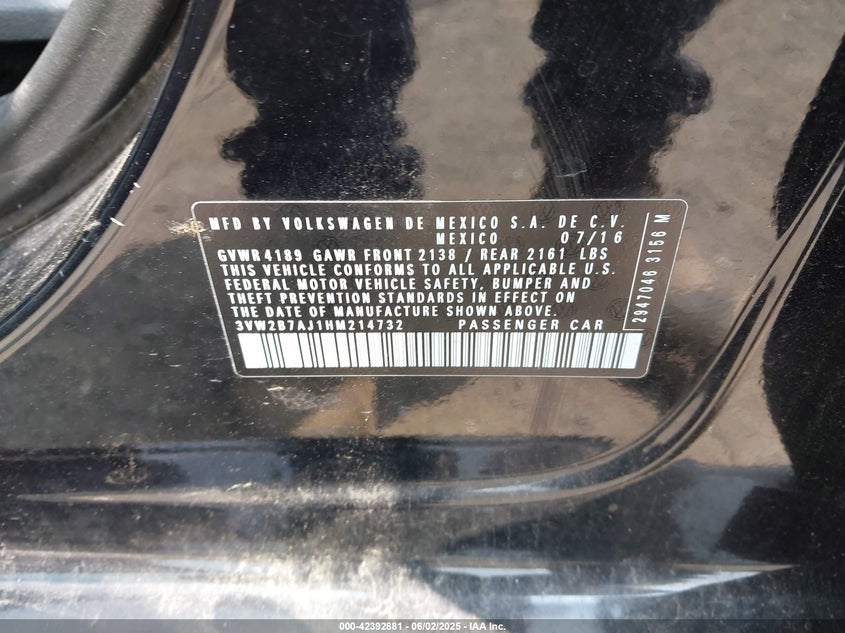 MFD BY VOLKSWAGEN DE MEXICO S.A. DE C.V.
MEXICO 07/16
GVWR4189 GAWR FRONT 2138 / REAR 2161 LBS
THIS VEHICLE CONFORMS TO ALL APPLICABLE U.S.
FEDERAL MOTOR VEHICLE SAFETY, BUMPER AND
THEFT PREVENTION STANDARDS IN EFFECT ON
THE DATE OF MANUFACTURE SHOWN ABOVE.
3VW2B7AJ1HM214732 PASSENGER CAR
2947046 3156 M
000-42392881 - 06/02/2025 - IAA Inc.